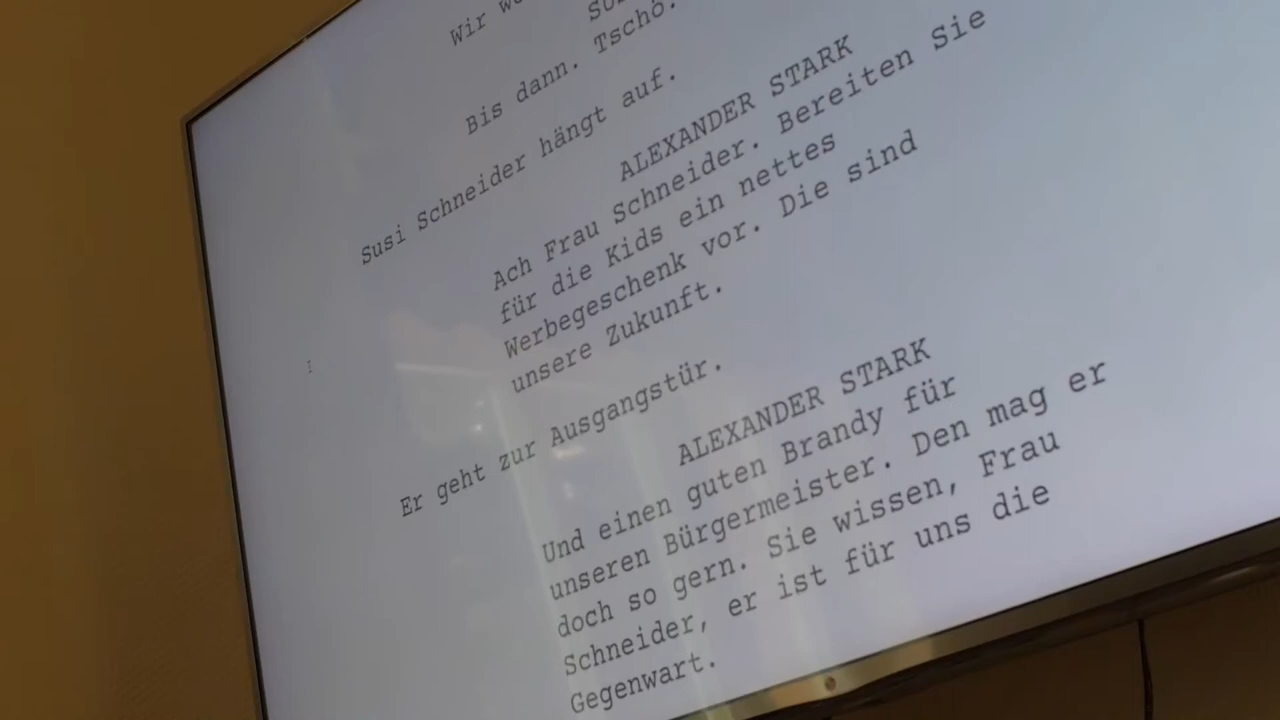 Wir
Bis dann. Tschö.
Susi Schneider hängt auf.
ALEXANDER STARK
Ach Frau Schneider. Bereiten Sie
für die Kids ein nettes
Werbegeschenk vor. Die sind
unsere Zukunft.
Er geht zur Ausgangstür.
ALEXANDER STARK
Und einen guten Brandy für
unseren Bürgermeister. Den mag er
doch so gern. Sie wissen, Frau
Schneider, er ist für uns die
Gegenwart.